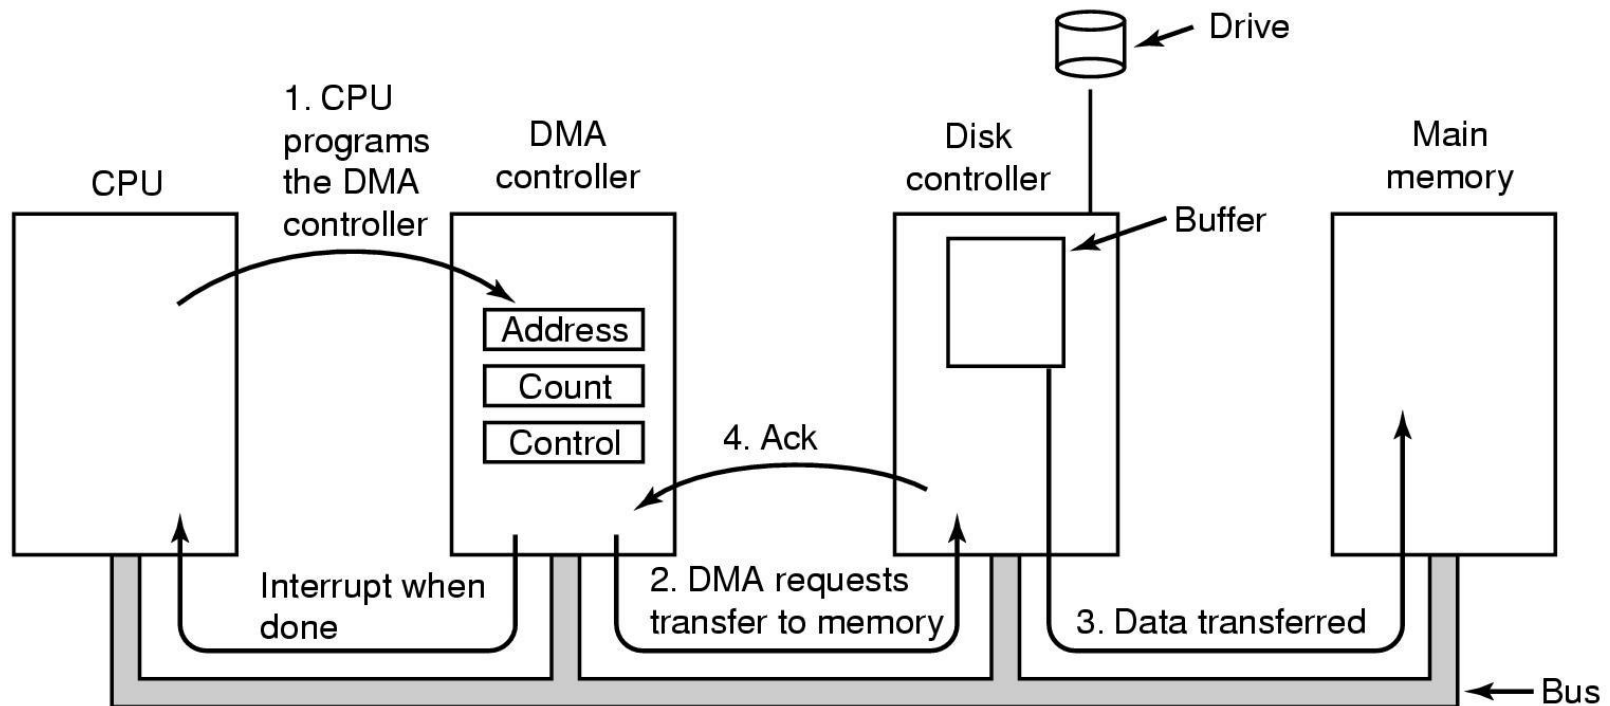 Drive
1. CPU
programs
the DMA
controller
CPU
DMA
controller
Disk
controller
Main
memory
Buffer
Address
Count
Control
4. Ack
Interrupt when
done
2. DMA requests
transfer to memory
3. Data transferred
Bus